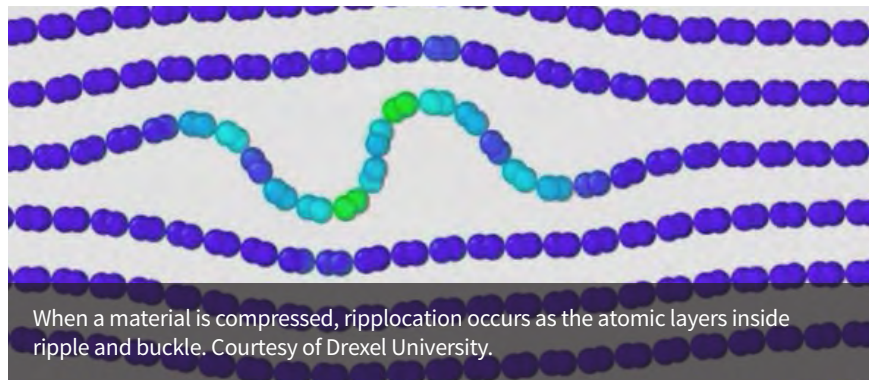 When a material is compressed, ripplocation occurs as the atomic layers inside
ripple and buckle. Courtesy of Drexel University.